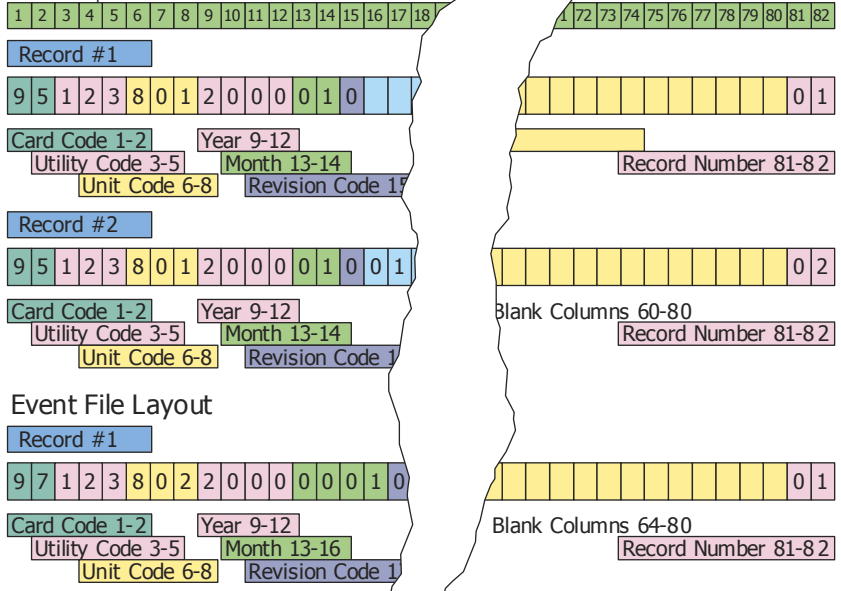 1 2 3 4 5 6 7 8 9 10 11 12 13 14 15 16 17 18 1 72 73 74 75 76 77 78 79 80 81 82
Record #1
9 5 1 2 3 8 0 1 2 0 0 0 0 1 0 0 1
Card Code 1-2 Year 9-12
Utility Code 3-5 Month 13-14 Record Number 81-82
Unit Code 6-8 Revision Code 15
Record #2
9 5 1 2 3 8 0 1 2 0 0 0 0 1 0 0 1 0 2
Card Code 1-2 Year 9-12 Blank Columns 60-80
Utility Code 3-5 Month 13-14 Record Number 81-82
Unit Code 6-8 Revision Code 1
Event File Layout
Record #1
9 7 1 2 3 8 0 2 2 0 0 0 0 0 0 1 0 0 1
Card Code 1-2 Year 9-12 Blank Columns 64-80
Utility Code 3-5 Month 13-16 Record Number 81-82
Unit Code 6-8 Revision Code 1